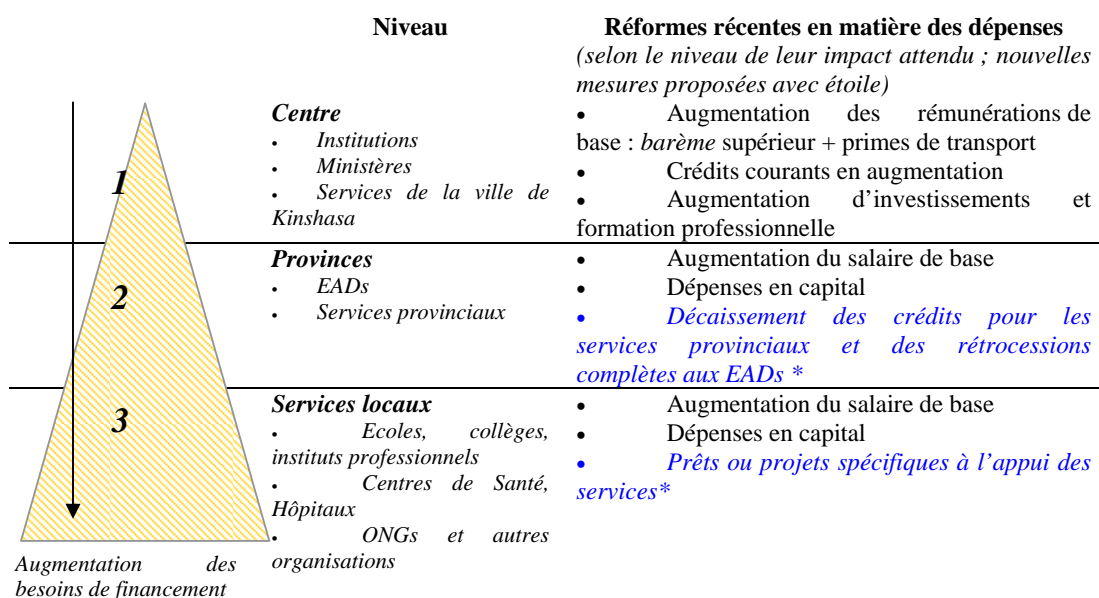 Niveau
Réformes récentes en matière des dépenses
(selon le niveau de leur impact attendu ; nouvelles
mesures proposées avec étoile)
1
Centre
• Institutions
• Ministères
• Services de la ville de
Kinshasa
• Augmentation des rémunérations de
base : barème supérieur + primes de transport
• Crédits courants en augmentation
• Augmentation d’investissements et
formation professionnelle
2
Provinces
• EADs
• Services provinciaux
• Augmentation du salaire de base
• Dépenses en capital
• Décaissement des crédits pour les
services provinciaux et des rétrocessions
complètes aux EADs *
3
Services locaux
• Ecoles, collèges,
instituts professionnels
• Centres de Santé,
Hôpitaux
• ONGs et autres
organisations
• Augmentation du salaire de base
• Dépenses en capital
• Prêts ou projets spécifiques à l’appui des
services*
Augmentation des
besoins de financement